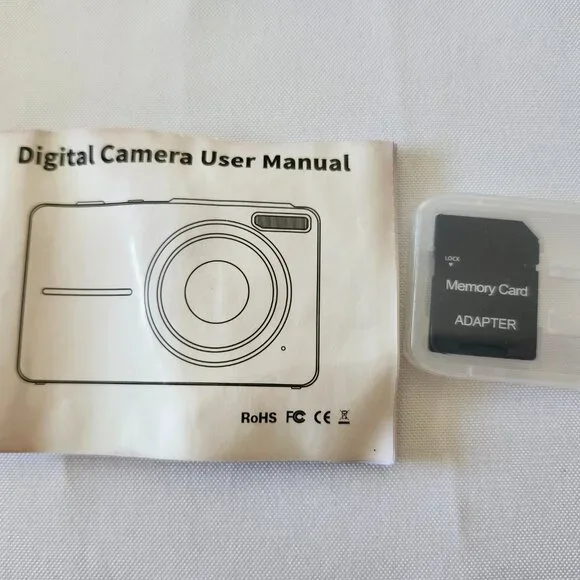 Digital Camera User Manual
RoHS FC CE
LOCK
Memory Card
ADAPTER